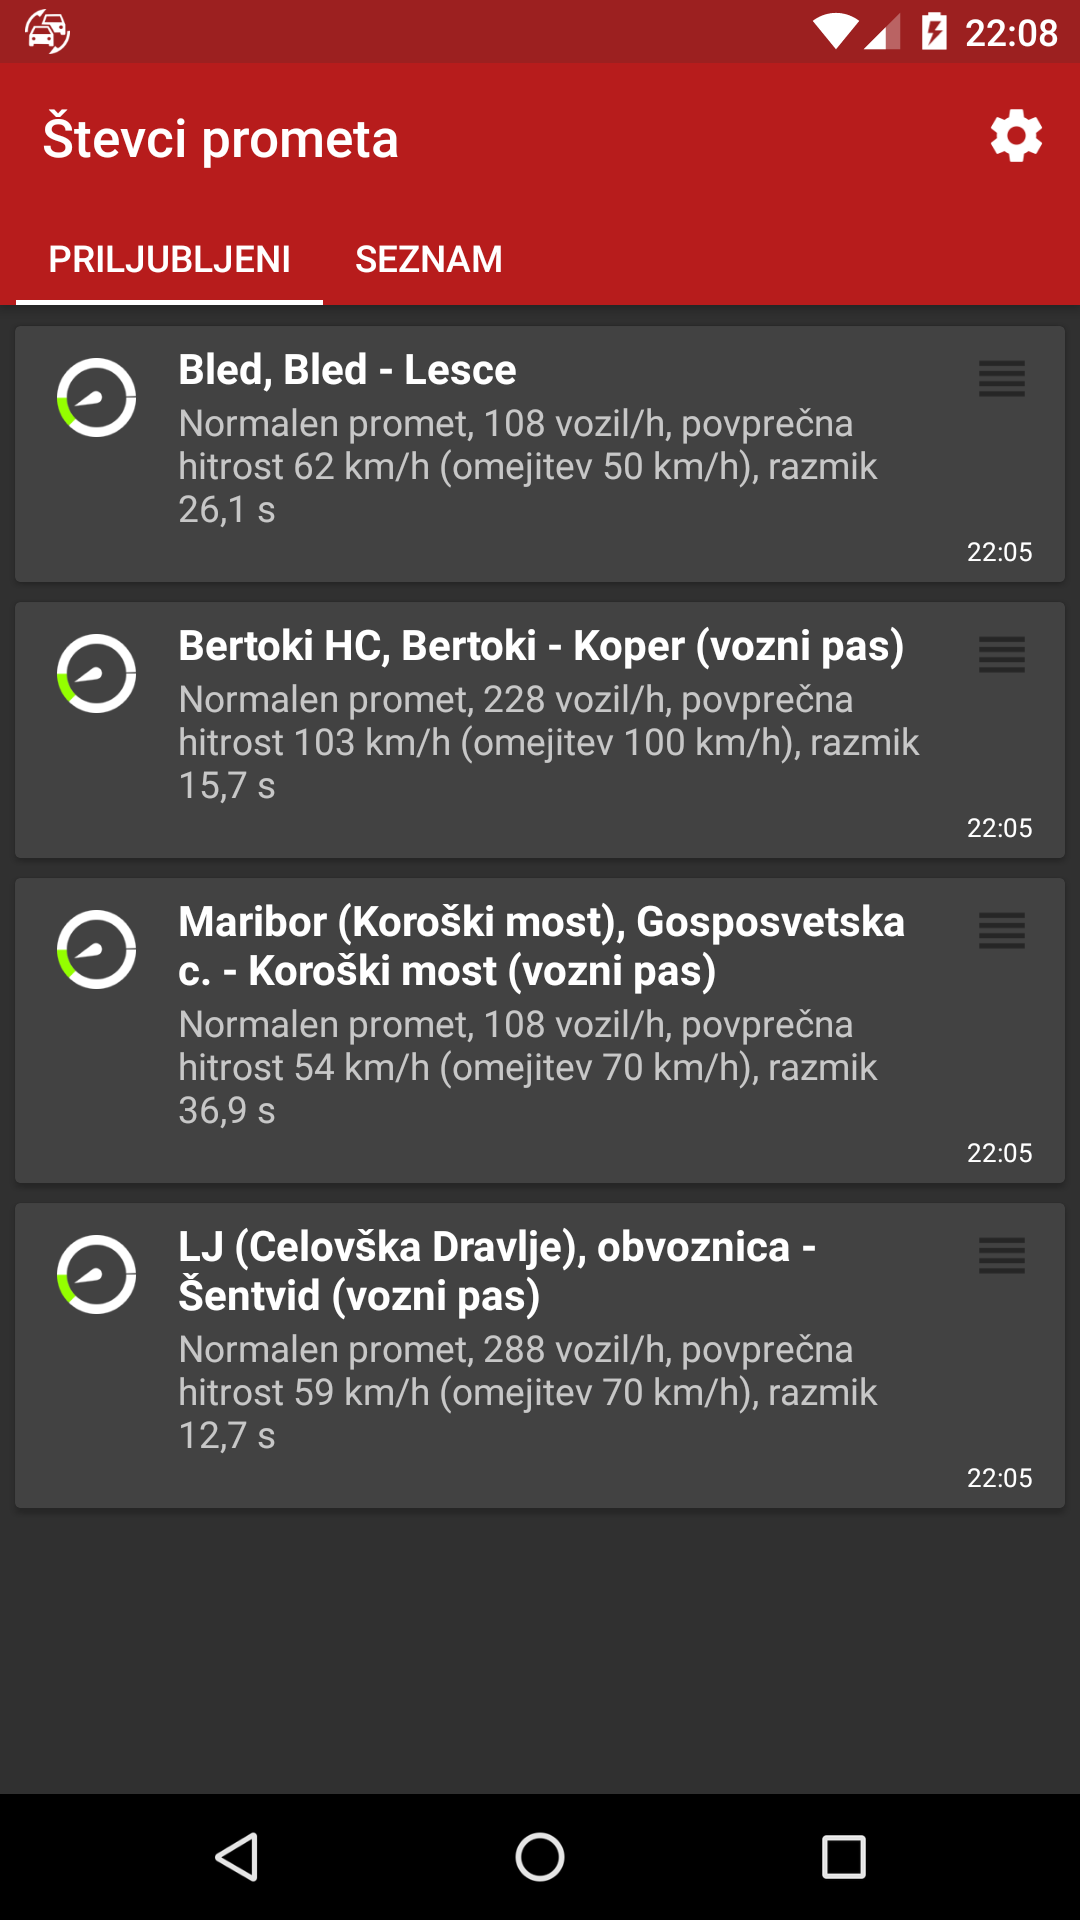 22:08
Števci prometa
PRILJUBLJENI SEZNAM
Bled, Bled - Lesce
Normalen promet, 108 vozil/h, povprečna
hitrost 62 km/h (omejitev 50 km/h), razmik
26,1 s
22:05
Bertoki HC, Bertoki - Koper (vozni pas)
Normalen promet, 228 vozil/h, povprečna
hitrost 103 km/h (omejitev 100 km/h), razmik
15,7 s
22:05
Maribor (Koroški most), Gosposvetska
c. - Koroški most (vozni pas)
Normalen promet, 108 vozil/h, povprečna
hitrost 54 km/h (omejitev 70 km/h), razmik
36,9 s
22:05
LJ (Celovška Dravlje), obvoznica -
Šentvid (vozni pas)
Normalen promet, 288 vozil/h, povprečna
hitrost 59 km/h (omejitev 70 km/h), razmik
12,7 s
22:05